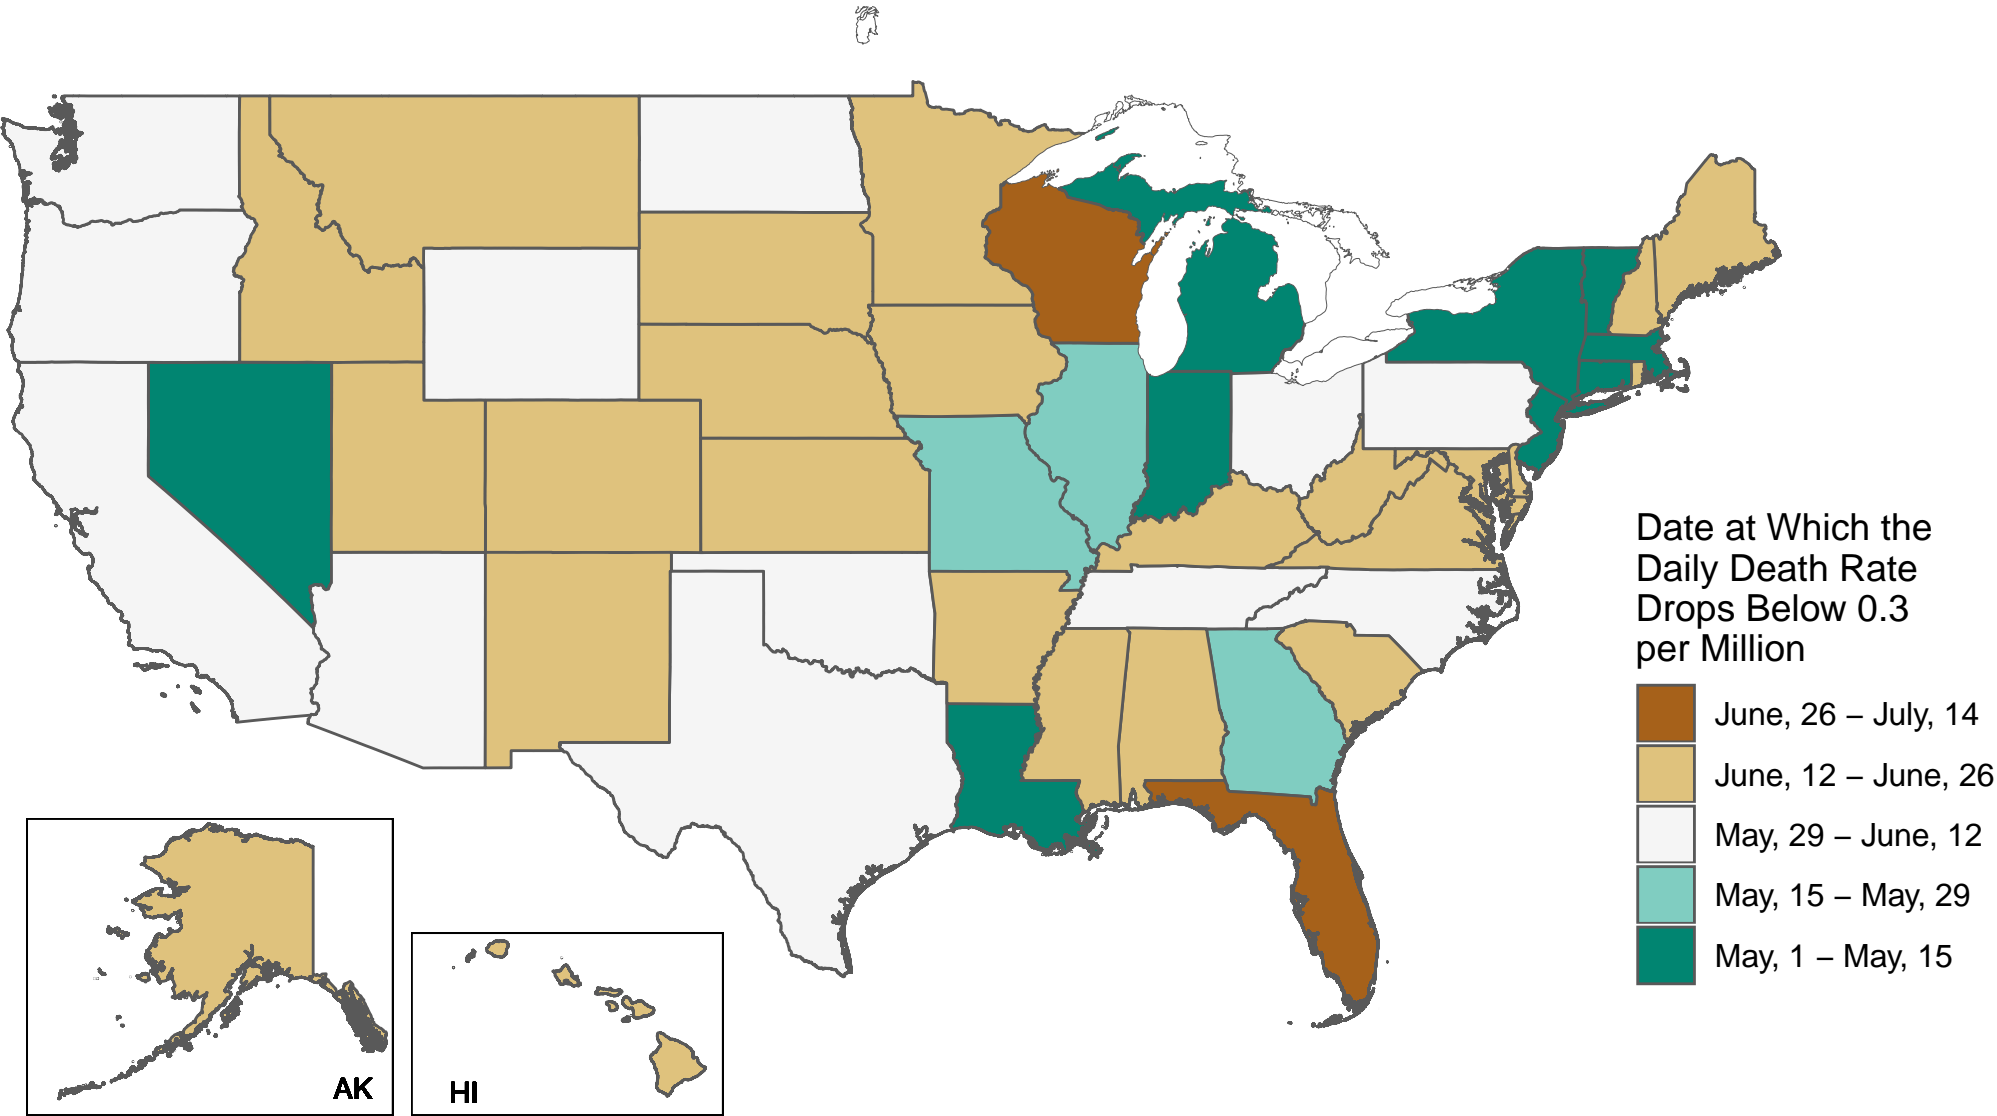 Date at Which the
Daily Death Rate
Drops Below 0.3
per Million
June, 26 – July, 14
June, 12 – June, 26
May, 29 – June, 12
May, 15 – May, 29
May, 1 – May, 15
AK
HI